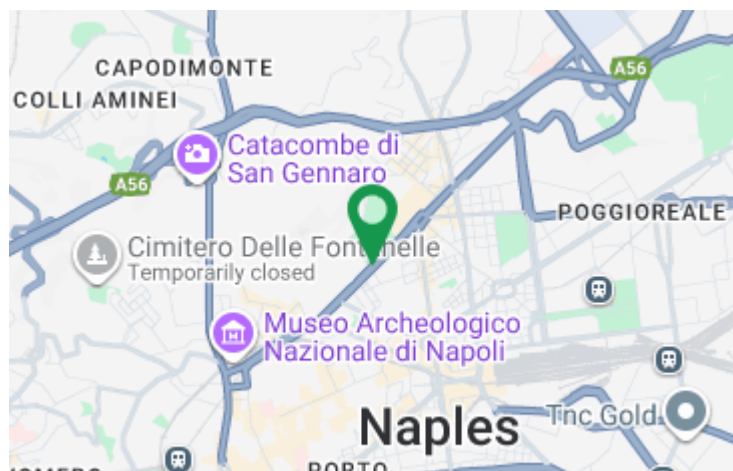 CAPODIMONTE
COLLI AMINEI
A56
Catacombe di
San Gennaro
A56
POGGIOREALE
Cimitero Delle Fontanelle
Temporarily closed
Museo Archeologico
Nazionale di Napoli
Naples
Tnc Gold
PORTO